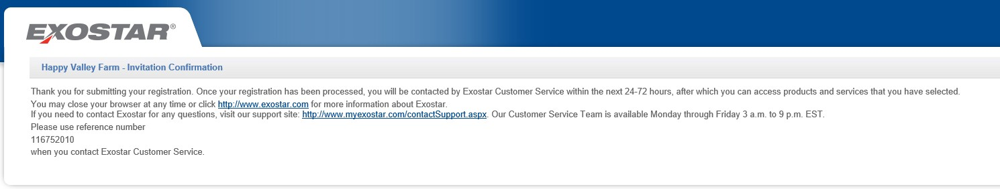 EXOSTAR®
Happy Valley Farm - Invitation Confirmation
Thank you for submitting your registration. Once your registration has been processed, you will be contacted by Exostar Customer Service within the next 24-72 hours, after which you can access products and services that you have selected.
You may close your browser at any time or click http://www.exostar.com for more information about Exostar.
If you need to contact Exostar for any questions, visit our support site: http://www.myexostar.com/contactSupport.aspx. Our Customer Service Team is available Monday through Friday 3 a.m. to 9 p.m. EST.
Please use reference number
116752010
when you contact Exostar Customer Service.